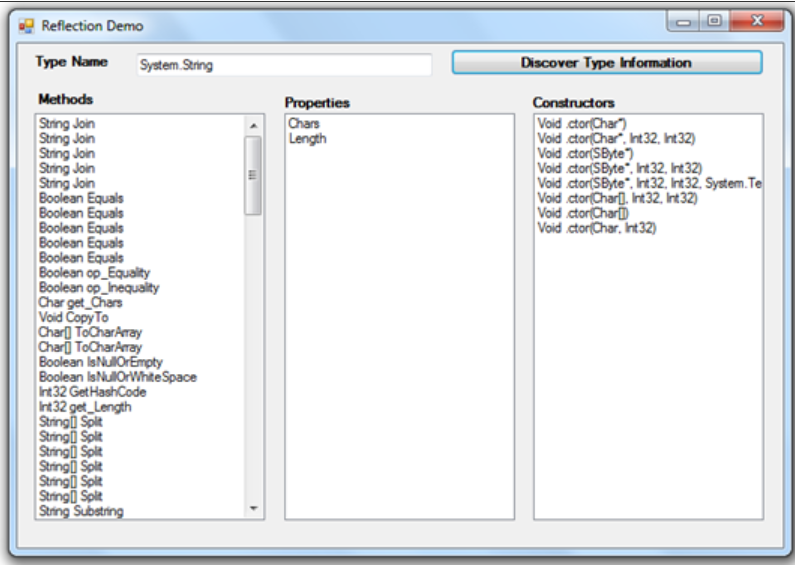 Reflection Demo
Type Name
System.String
Discover Type Information
Methods
String Join
String Join
String Join
String Join
String Join
Boolean Equals
Boolean Equals
Boolean Equals
Boolean Equals
Boolean Equals
Boolean op_Equality
Boolean op_Inequality
Char get_Chars
Void CopyTo
Char[] ToCharArray
Char[] ToCharArray
Boolean IsNullOrEmpty
Boolean IsNullOrWhiteSpace
Int32 GetHashCode
Int32 get_Length
String[] Split
String[] Split
String[] Split
String[] Split
String[] Split
String[] Split
String Substring
Properties
Chars
Length
Constructors
Void .ctor(Char*)
Void .ctor(Char*, Int32, Int32)
Void .ctor(SByte*)
Void .ctor(SByte*, Int32, Int32)
Void .ctor(SByte*, Int32, Int32, System.Te
Void .ctor(Char[], Int32, Int32)
Void .ctor(Char[])
Void .ctor(Char, Int32)